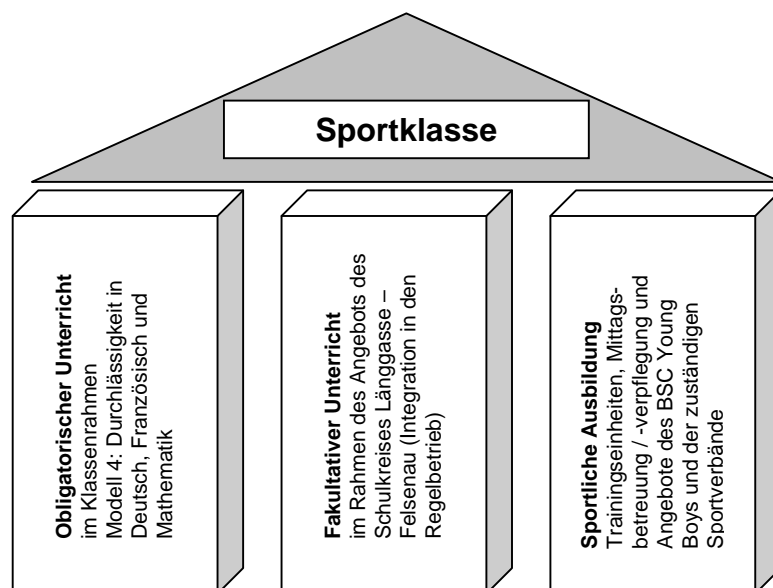 Sportklasse
Obligatorischer Unterricht
im Klassenrahmen
Modell 4: Durchlässigkeit in
Deutsch, Französisch und
Mathematik
Fakultativer Unterricht
im Rahmen des Angebots des
Schulkreises Länggasse –
Felsenau (Integration in den
Regelbetrieb)
Sportliche Ausbildung
Trainingseinheiten, Mittags-
betreuung / -verpflegung und
Angebote des BSC Young
Boys und der zuständigen
Sportverbände